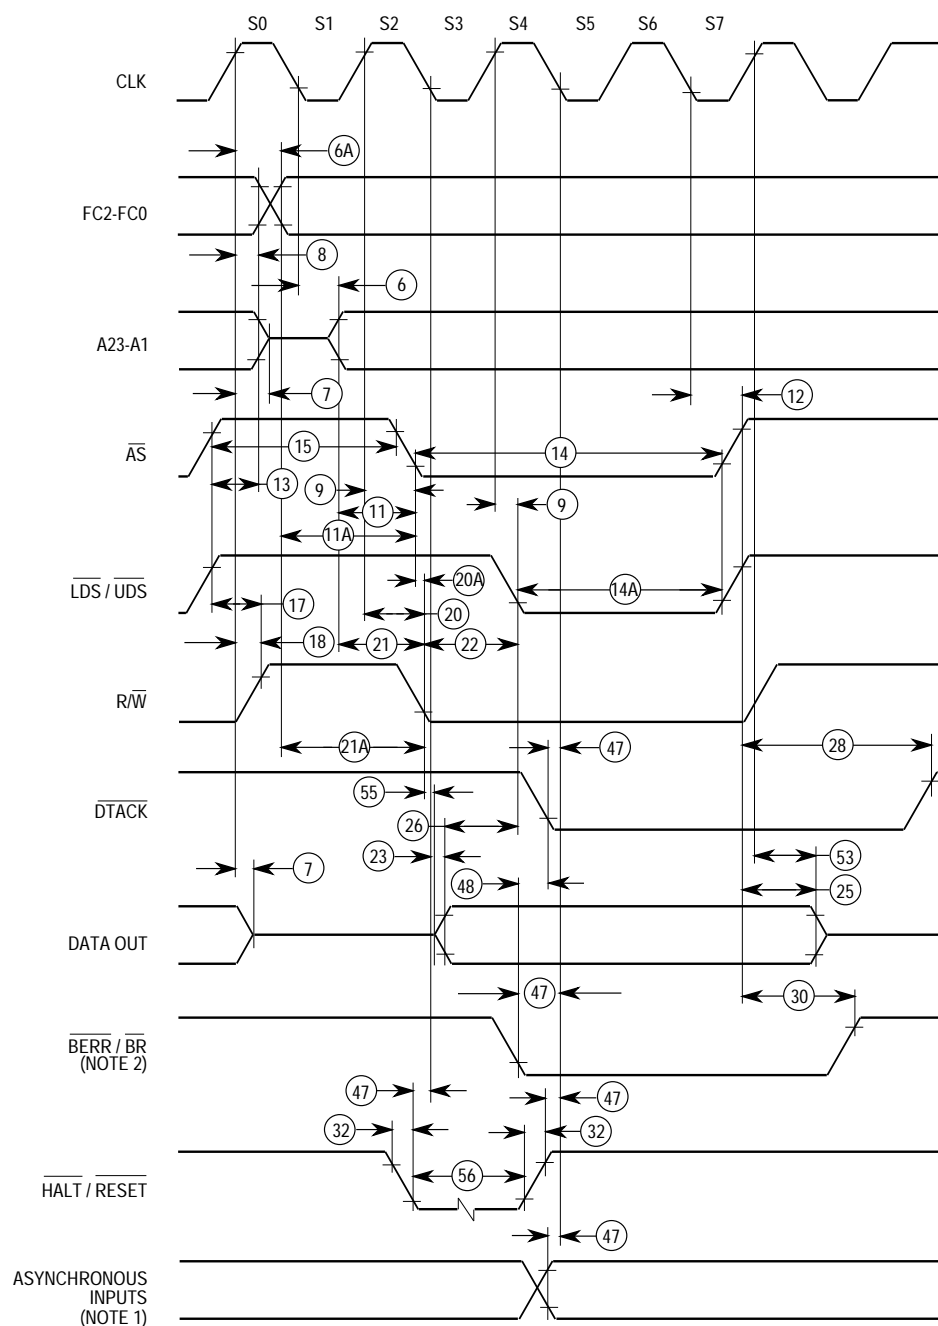 S0 S1 S2 S3 S4 S5 S6 S7
CLK
6A
FC2-FC0
8
6
A23-A1
7
12
AS
15
14
13
9
9
11
11A
LDS / UDS
20A
14A
17
20
18
21
22
R/W
21A
47
28
DTACK
55
26
23
53
7
48
25
DATA OUT
47
30
BERR / BR
(NOTE 2)
47
47
32
32
HALT / RESET
56
47
ASYNCHRONOUS
INPUTS
(NOTE 1)